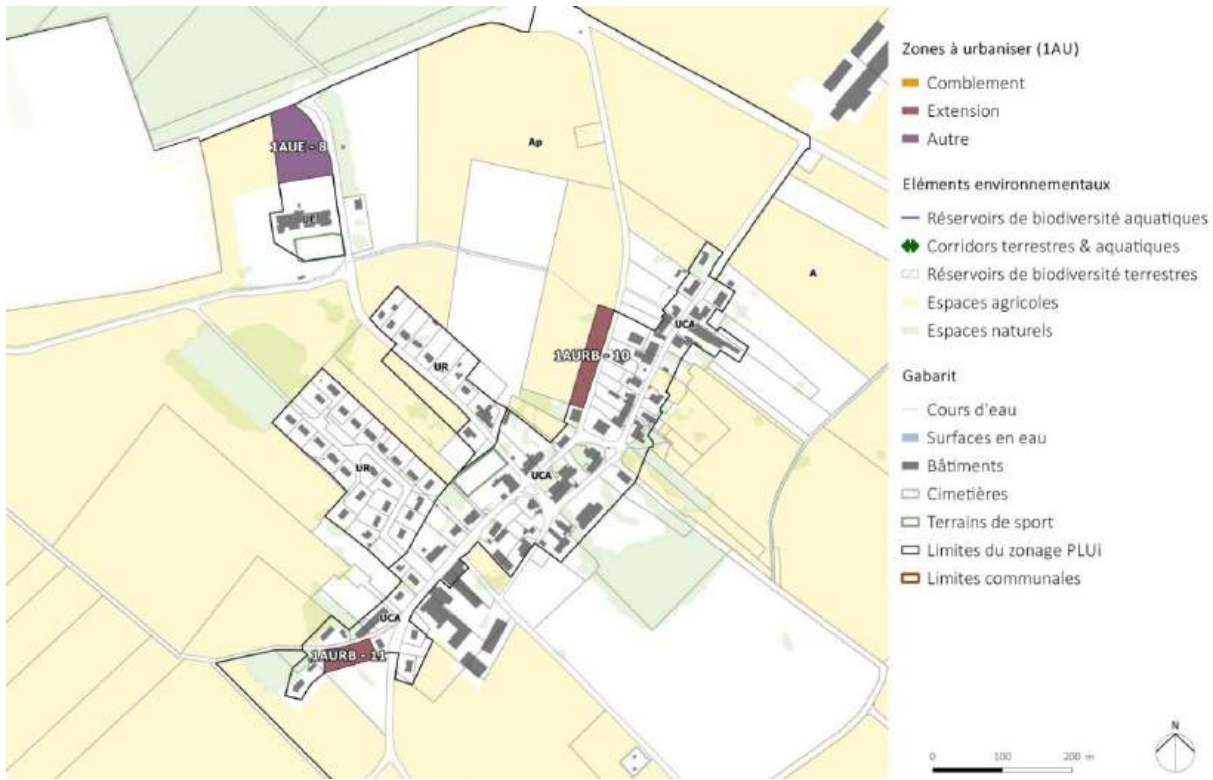 1AUE - 8
UE
Ap
A
UCA
1AURB - 10
UR
UR
UCA
UCA
1AURB - 11
Zones à urbaniser (1AU)
Comblement
Extension
Autre
Eléments environnementaux
Réservoirs de biodiversité aquatiques
Corridors terrestres & aquatiques
Réservoirs de biodiversité terrestres
Espaces agricoles
Espaces naturels
Gabarit
Cours d'eau
Surfaces en eau
Bâtiments
Cimetières
Terrains de sport
Limites du zonage PLUi
Limites communales
0 100 200 m
N